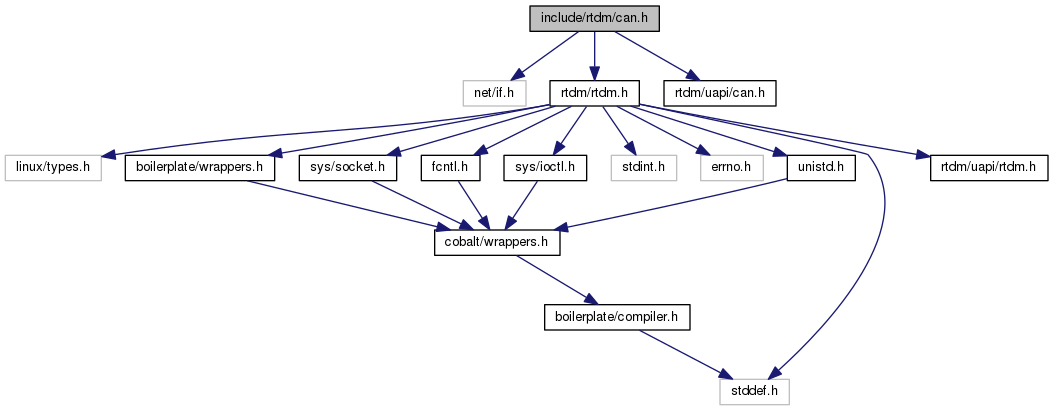 include/rtdm/can.h
net/if.h
rtdm/rtdm.h
rtdm/uapi/can.h
linux/types.h
boilerplate/wrappers.h
sys/socket.h
fcntl.h
sys/ioctl.h
stdint.h
errno.h
unistd.h
rtdm/uapi/rtdm.h
cobalt/wrappers.h
boilerplate/compiler.h
stddef.h